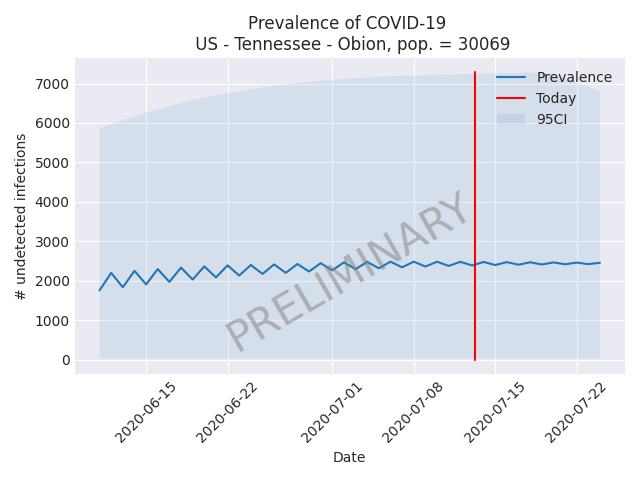 Prevalence of COVID-19
US - Tennessee - Obion, pop. = 30069
# undetected infections
7000
6000
5000
4000
3000
2000
1000
0
Prevalence
Today
95CI
PRELIMINARY
2020-06-15
2020-06-22
2020-07-01
2020-07-08
2020-07-15
2020-07-22
Date